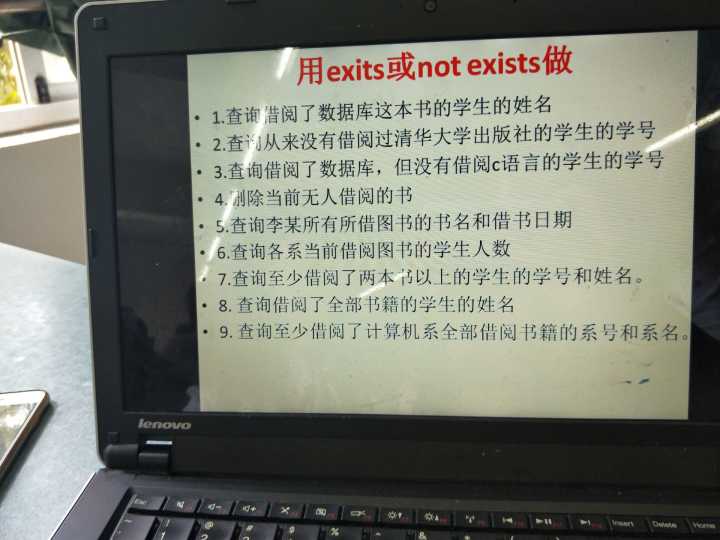 用exits或not exists做
• 1.查询借阅了数据库这本书的学生的姓名
• 2.查询从来没有借阅过清华大学出版社的学生的学号
• 3.查询借阅了数据库，但没有借阅c语言的学生的学号
• 4.删除当前无人借阅的书
• 5.查询李某所有所借图书的书名和借书日期
• 6.查询各系当前借阅图书的学生人数
• 7.查询至少借阅了两本书以上的学生的学号和姓名。
• 8. 查询借阅了全部书籍的学生的姓名
• 9. 查询至少借阅了计算机系全部借阅书籍的系号和系名。
lenovo
Esc
Insert
Delete
Home